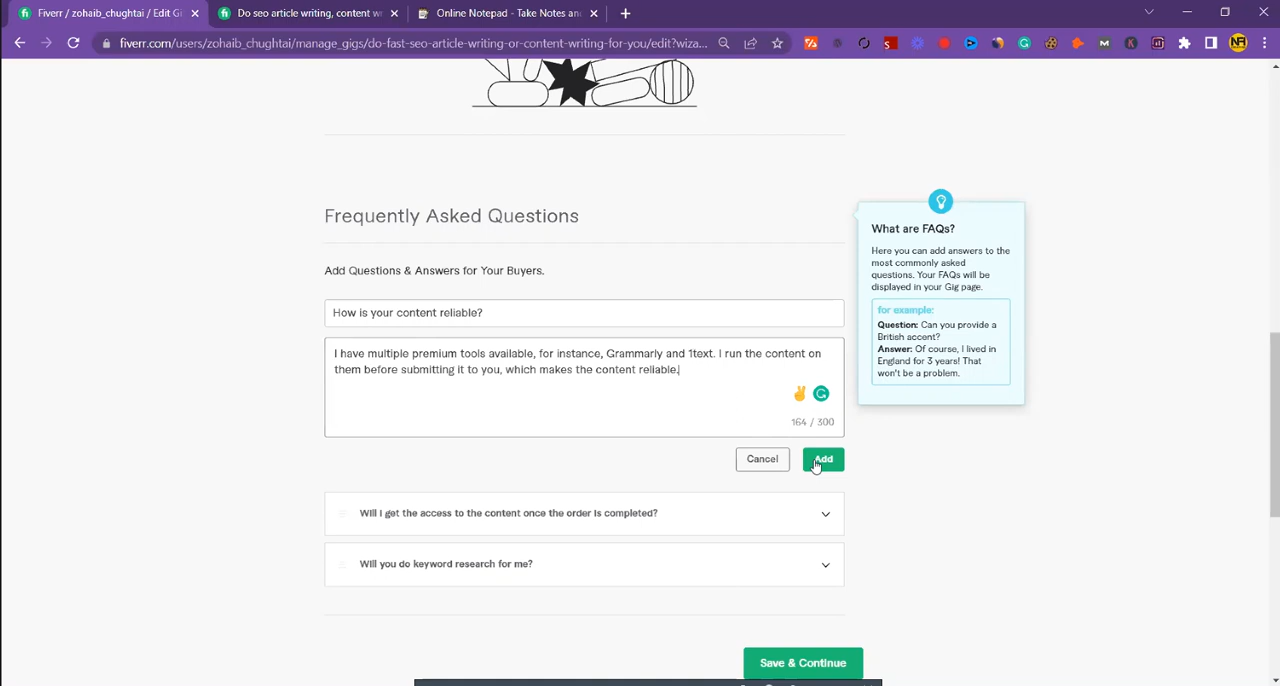 Fiverr / zohaib_chughtai / Edit Gi
Do seo article writing, content w
Online Notepad - Take Notes an
fiverr.com/users/zohaib_chughtai/manage_gigs/do-fast-seo-article-writing-or-content-writing-for-you/edit?wiza...
Frequently Asked Questions
Add Questions & Answers for Your Buyers.
How is your content reliable?
I have multiple premium tools available, for instance, Grammarly and 1text. I run the content on
them before submitting it to you, which makes the content reliable.
164 / 300
Cancel
Add
Will I get the access to the content once the order is completed?
Will you do keyword research for me?
Save & Continue
What are FAQs?
Here you can add answers to the
most commonly asked
questions. Your FAQs will be
displayed in your Gig page.
for example:
Question: Can you provide a
British accent?
Answer: Of course, I lived in
England for 3 years! That
won't be a problem.